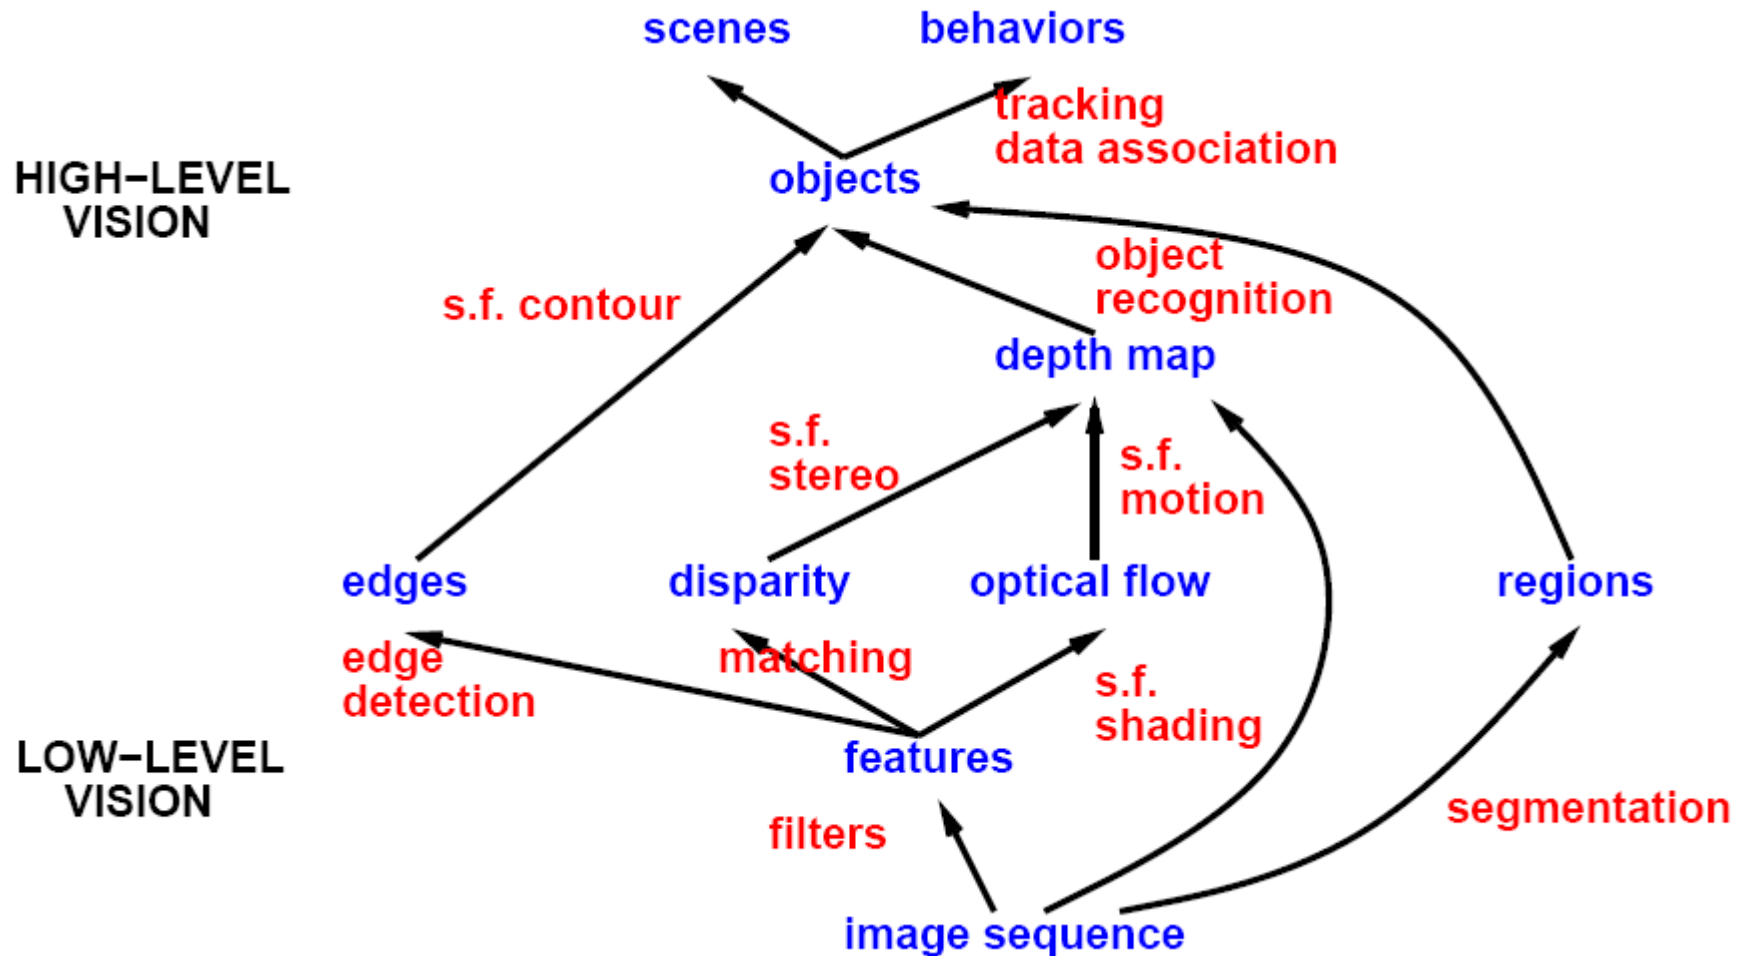 scenes
behaviors
tracking
data association
HIGH−LEVEL
VISION
objects
object
recognition
s.f. contour
depth map
s.f.
stereo
s.f.
motion
edges
disparity
optical flow
regions
edge
detection
matching
s.f.
shading
LOW−LEVEL
VISION
features
segmentation
filters
image sequence